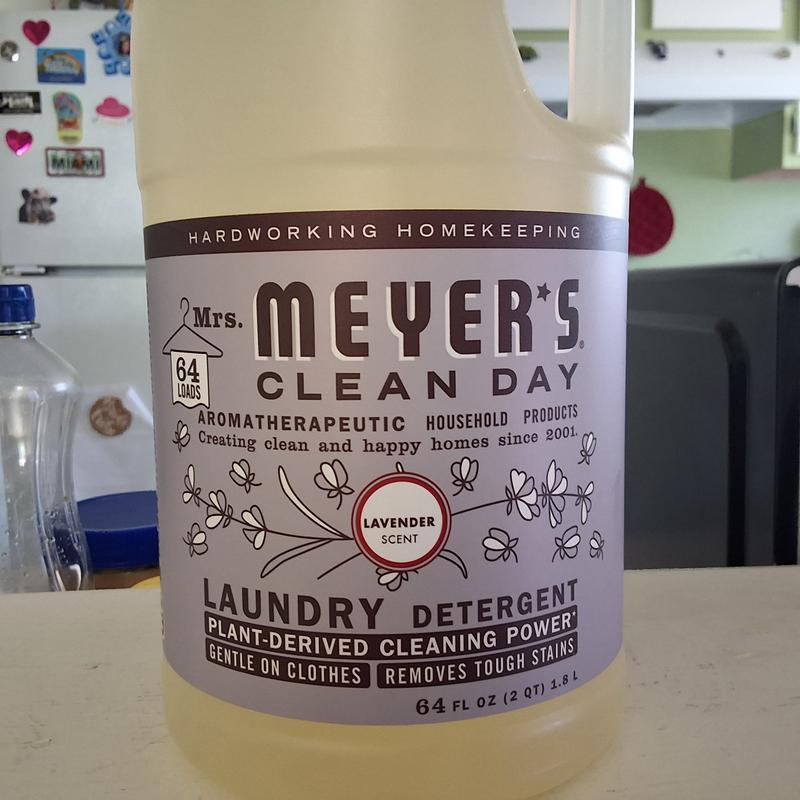 MIAMI
HARDWORKING HOMEKEEPING
Mrs. MEYER'S®
CLEAN DAY
64
LOADS
AROMATHERAPEUTIC HOUSEHOLD PRODUCTS
Creating clean and happy homes since 2001.
LAVENDER
SCENT
LAUNDRY DETERGENT
PLANT-DERIVED CLEANING POWER*
GENTLE ON CLOTHES REMOVES TOUGH STAINS
64 FL OZ (2 QT) 1.8 L